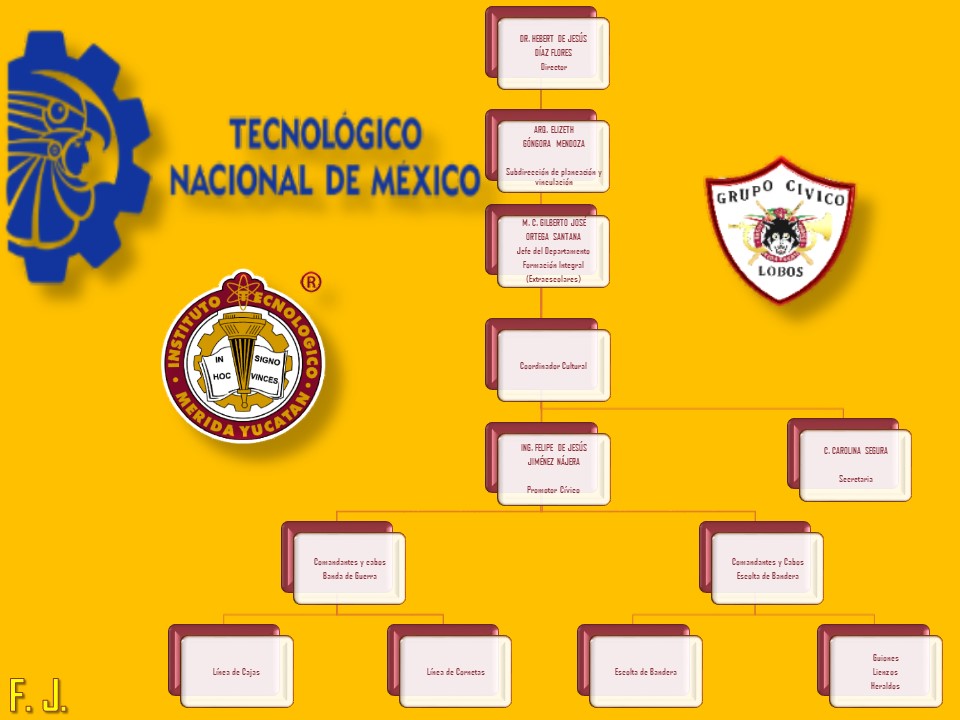 DR. HEBERT DE JESÚS
DÍAZ FLORES
Director
TECNOLÓGICO
NACIONAL DE MÉXICO
ARQ. ELIZETH
GÓNGORA MENDOZA
Subdirección de planeación y
vinculación
M. C. GILBERTO JOSÉ
ORTEGA SANTANA
Jefe del Departamento
Formación Integral
(Extraescolares)
GRUPO CIVICO
LOBOS
®
INSTITUTO TECNOLOGICO
IN SIGNO
HOC VINCES
MERIDA YUCATAN
Coordinador Cultural
ING. FELIPE DE JESÚS
JIMÉNEZ NÁJERA
Promotor Cívico
C. CAROLINA SEGURA
Secretaria
Comandantes y cabos
Banda de Guerra
Comandantes y Cabos
Escolta de Bandera
Línea de Cajas
Línea de Cornetas
Escolta de Bandera
Guiones
Lienzos
Heraldos
F. J.